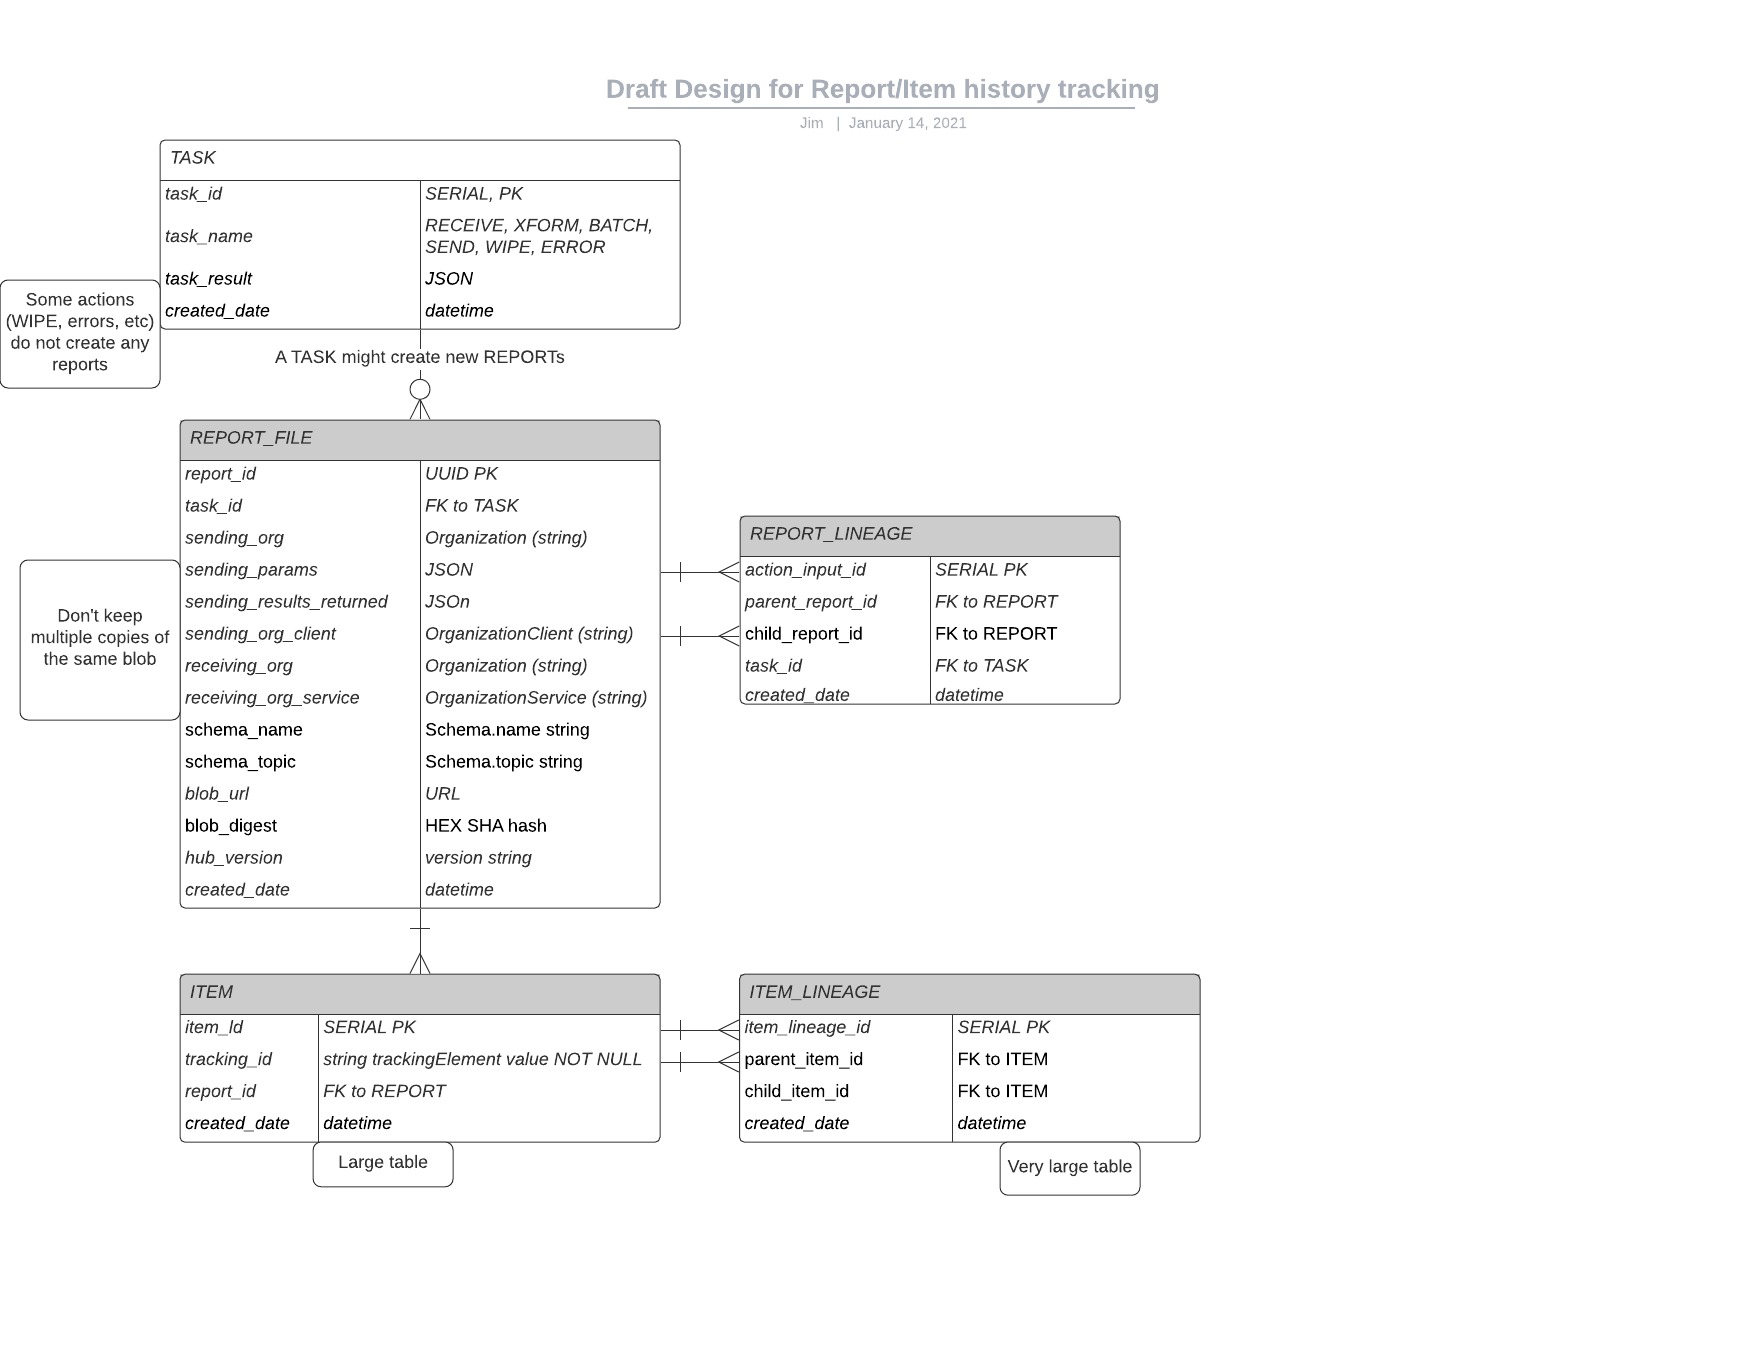 Draft Design for Report/Item history tracking
Jim | January 14, 2021
TASK
task_id SERIAL, PK
task_name RECEIVE, XFORM, BATCH,
SEND, WIPE, ERROR
task_result JSON
created_date datetime
Some actions
(WIPE, errors, etc)
do not create any
reports
A TASK might create new REPORTs
REPORT_FILE
report_id UUID PK
task_id FK to TASK
sending_org Organization (string)
sending_params JSON
sending_results_returned JSOn
sending_org_client OrganizationClient (string)
receiving_org Organization (string)
receiving_org_service OrganizationService (string)
schema_name Schema.name string
schema_topic Schema.topic string
blob_url URL
blob_digest HEX SHA hash
hub_version version string
created_date datetime
Don't keep
multiple copies of
the same blob
REPORT_LINEAGE
action_input_id SERIAL PK
parent_report_id FK to REPORT
child_report_id FK to REPORT
task_id FK to TASK
created_date datetime
ITEM
item_Id SERIAL PK
tracking_id string trackingElement value NOT NULL
report_id FK to REPORT
created_date datetime
Large table
ITEM_LINEAGE
item_lineage_id SERIAL PK
parent_item_id FK to ITEM
child_item_id FK to ITEM
created_date datetime
Very large table